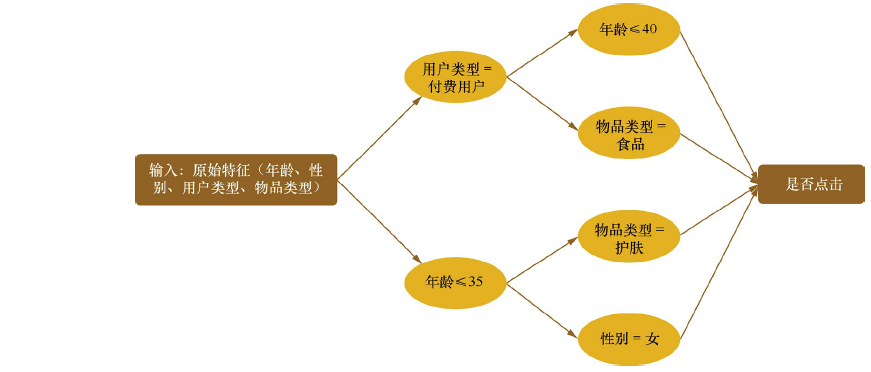 年龄≤40
用户类型=
付费用户
物品类型=
食品
输入：原始特征（年龄、性
别、用户类型、物品类型）
是否点击
物品类型=
护肤
年龄≤35
性别=女